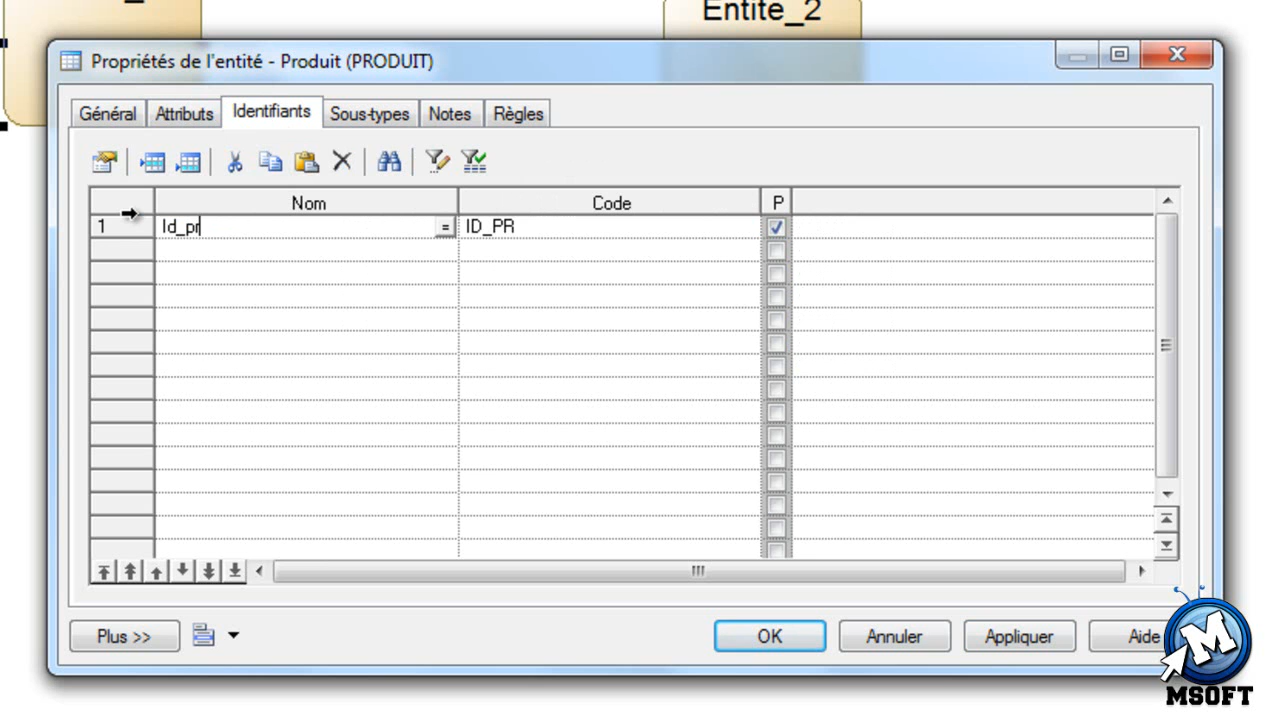 Entite_2
Propriétés de l'entité - Produit (PRODUIT)
Général Attributs Identifiants Sous-types Notes Règles
Nom Code P
1 Id_pr = ID_PR
Plus >> OK Annuler Appliquer Aide
M
MSOFT